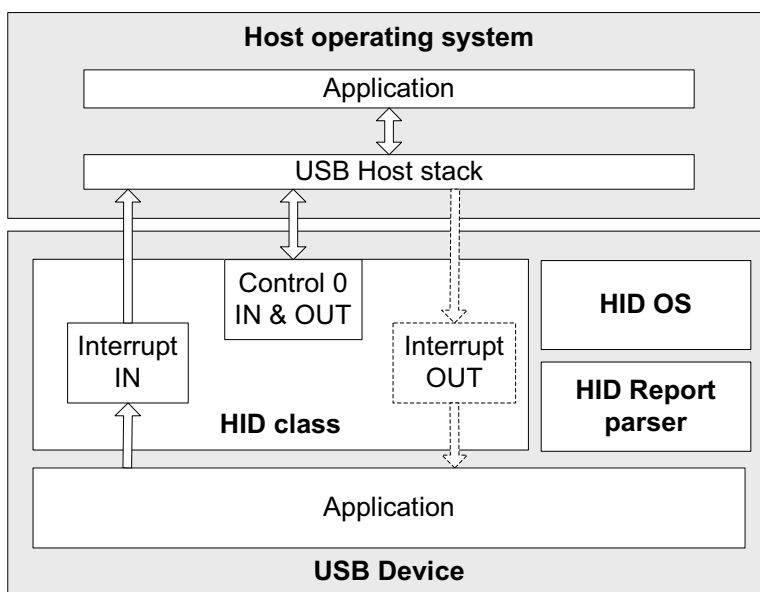 Host operating system
Application
USB Host stack
Control 0
IN & OUT
HID OS
Interrupt
IN
Interrupt
OUT
HID Report
parser
HID class
Application
USB Device